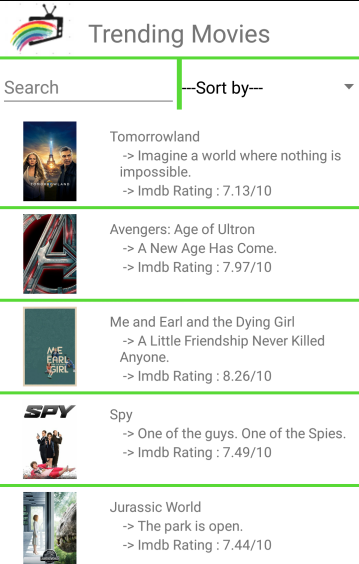 Trending Movies
Search
---Sort by---
Tomorrowland
-> Imagine a world where nothing is
impossible.
-> Imdb Rating : 7.13/10
TOMORROWLAND
Avengers: Age of Ultron
-> A New Age Has Come.
-> Imdb Rating : 7.97/10
Me and Earl and the Dying Girl
-> A Little Friendship Never Killed
Anyone.
-> Imdb Rating : 8.26/10
ME
EARL
GIRL
SPY
Spy
-> One of the guys. One of the Spies.
-> Imdb Rating : 7.49/10
Jurassic World
-> The park is open.
-> Imdb Rating : 7.44/10